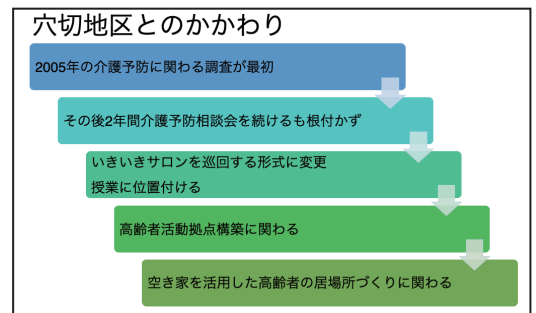 穴切地区とのかかわり
2005年の介護予防に関わる調査が最初
その後2年間介護予防相談会を続けるも根付かず
いきいきサロンを巡回する形式に変更
授業に位置付ける
高齢者活動拠点構築に関わる
空き家を活用した高齢者の居場所づくりに関わる